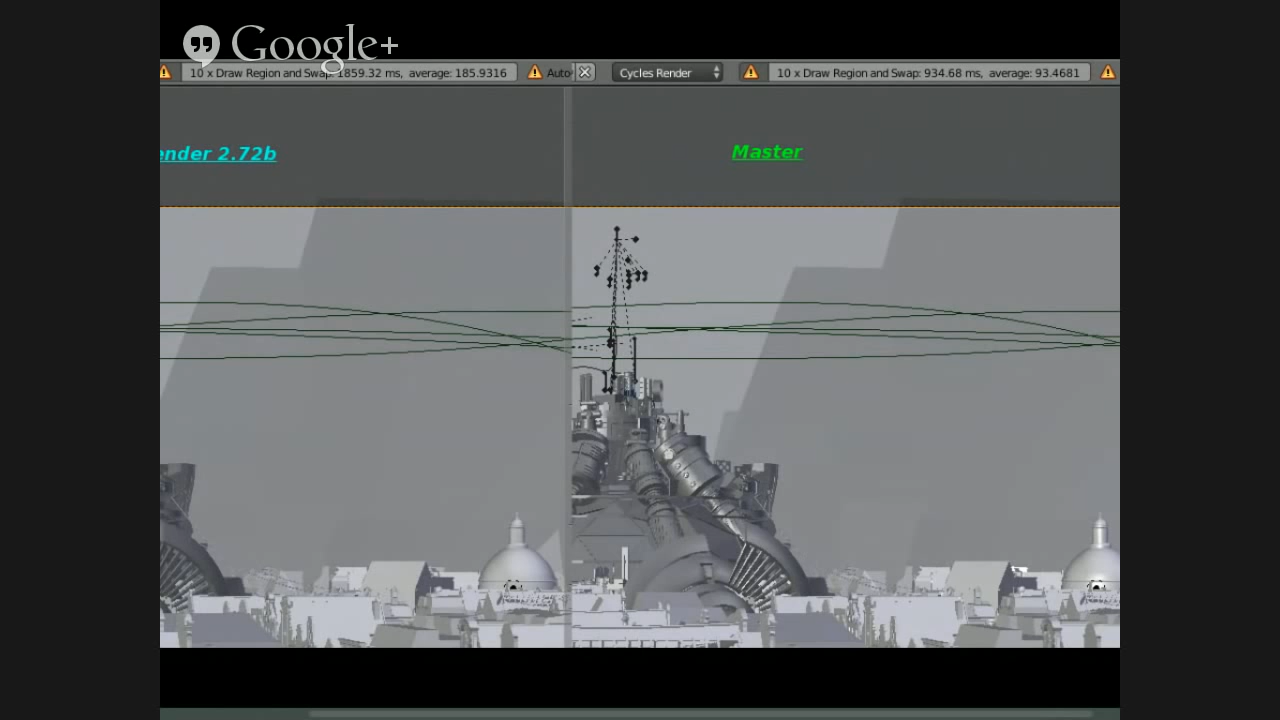 Google+
10 x Draw Region and Swap: 1859.32 ms, average: 185.9316
Auto
Cycles Render
10 x Draw Region and Swap: 934.68 ms, average: 93.4681
ender 2.72b
Master